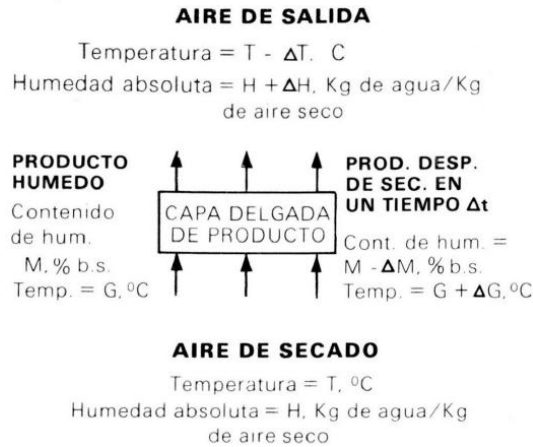 AIRE DE SALIDA
Temperatura = T - ΔT. C
Humedad absoluta = H + ΔH, Kg de agua/Kg
de aire seco
PRODUCTO
HUMEDO
Contenido
de hum.
M, % b.s.
Temp. = G, ºC
CAPA DELGADA
DE PRODUCTO
PROD. DESP.
DE SEC. EN
UN TIEMPO Δt
Cont. de hum. =
M - ΔM, % b.s.
Temp. = G + ΔG, ºC
AIRE DE SECADO
Temperatura = T, ºC
Humedad absoluta = H, Kg de agua/Kg
de aire seco